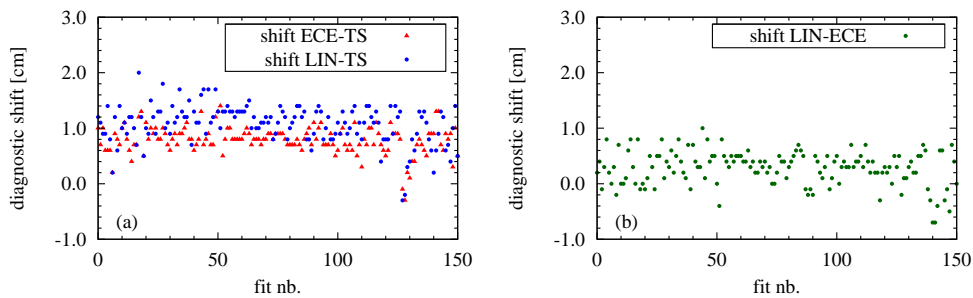 diagnostic shift [cm]
3.0
2.0
1.0
0.0
-1.0
shift ECE-TS
shift LIN-TS
(a)
0
50
100
150
fit nb.
diagnostic shift [cm]
3.0
2.0
1.0
0.0
-1.0
shift LIN-ECE
(b)
0
50
100
150
fit nb.